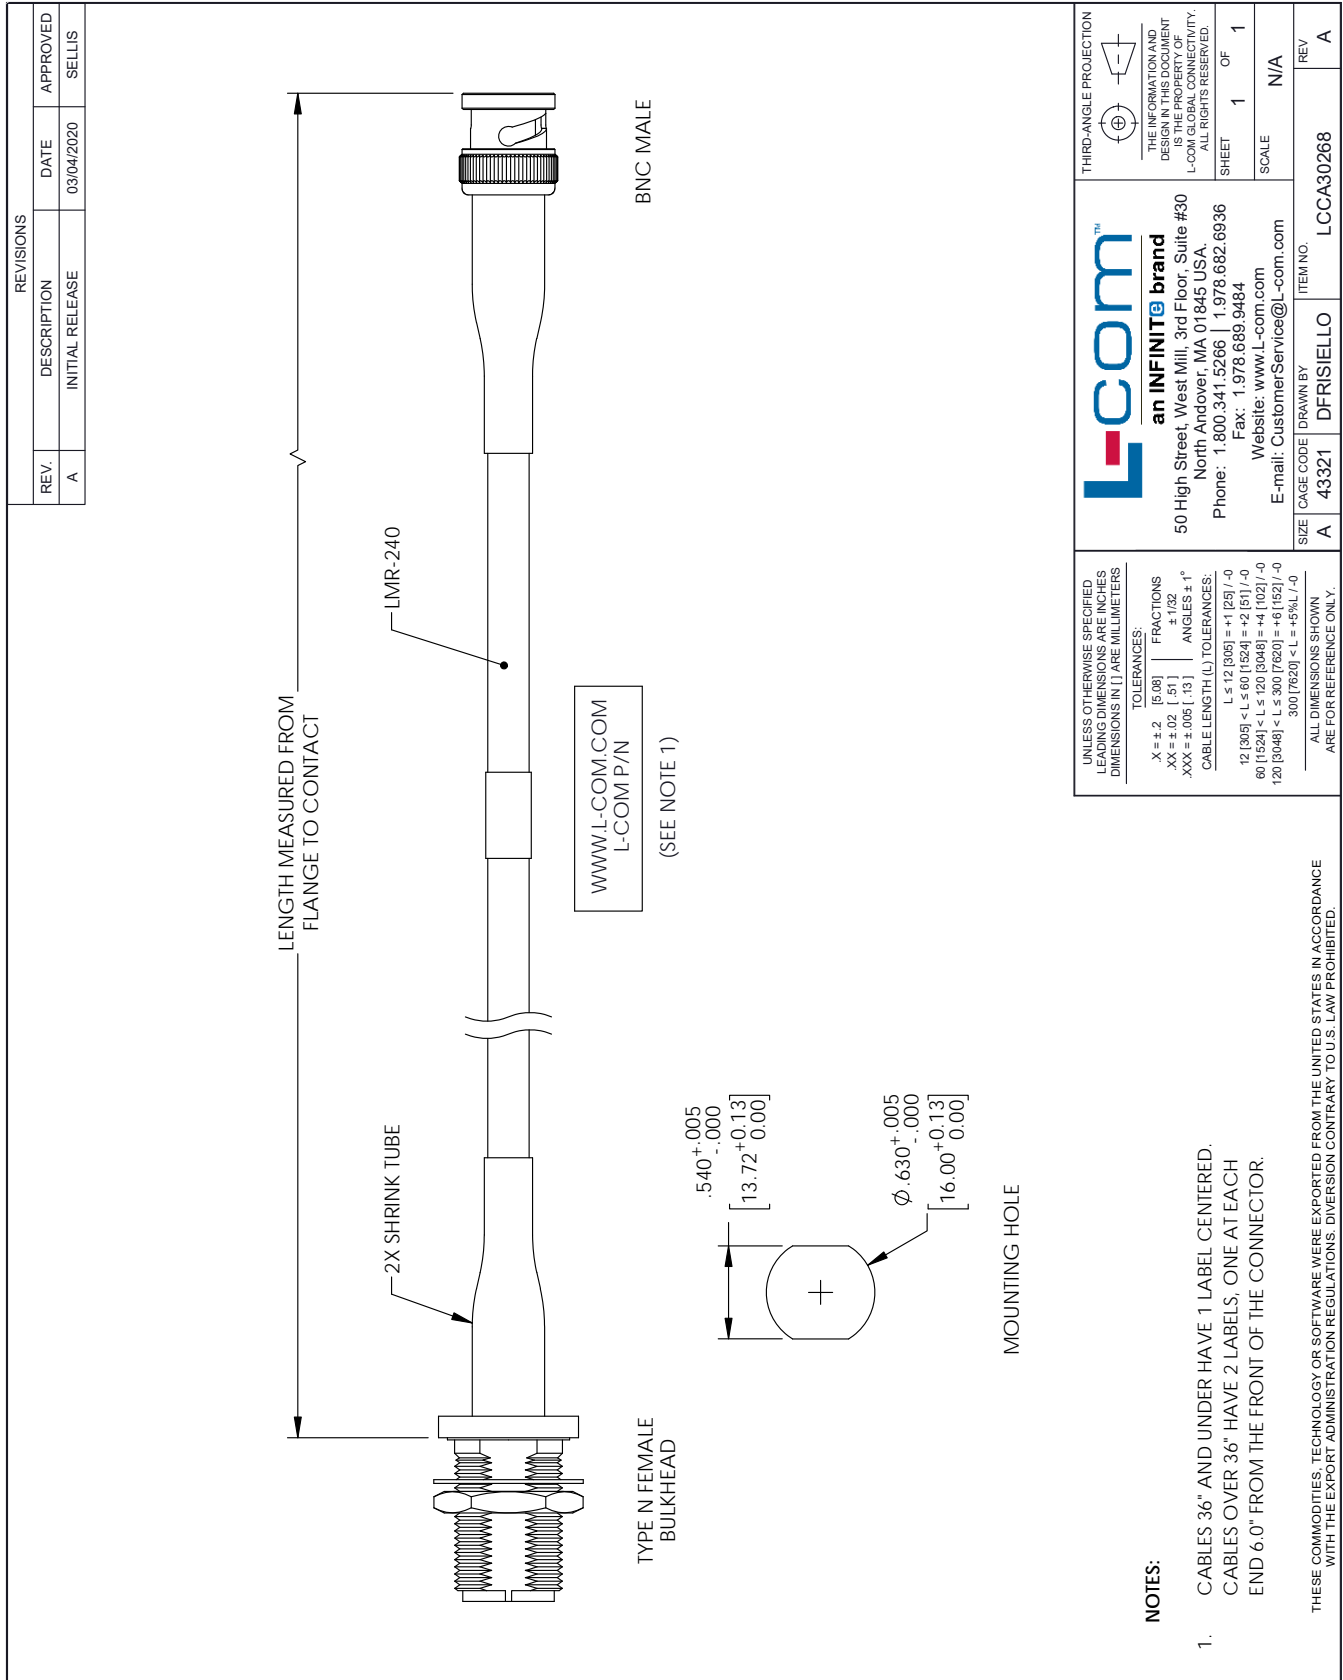 REVISIONS
REV. DESCRIPTION DATE APPROVED
A INITIAL RELEASE 03/04/2020 SELLIS
LENGTH MEASURED FROM
FLANGE TO CONTACT
2X SHRINK TUBE
LMR-240
WWW.L-COM.COM
L-COM P/N
(SEE NOTE 1)
TYPE N FEMALE
BULKHEAD
BNC MALE
.540 +.005
-.000
[13.72 +0.13
0.00]
Ø.630 +.005
-.000
[16.00 +0.13
0.00]
MOUNTING HOLE
NOTES:
1. CABLES 36" AND UNDER HAVE 1 LABEL CENTERED.
CABLES OVER 36" HAVE 2 LABELS, ONE AT EACH
END 6.0" FROM THE FRONT OF THE CONNECTOR.
THESE COMMODITIES, TECHNOLOGY OR SOFTWARE WERE EXPORTED FROM THE UNITED STATES IN ACCORDANCE
WITH THE EXPORT ADMINISTRATION REGULATIONS. DIVERSION CONTRARY TO U.S. LAW PROHIBITED.
UNLESS OTHERWISE SPECIFIED
LEADING DIMENSIONS ARE INCHES
DIMENSIONS IN [ ] ARE MILLIMETERS
TOLERANCES:
.X = ±.2 [5.08] FRACTIONS
.XX = ±.02 [.51] ± 1/32
.XXX = ±.005 [.13] ANGLES ± 1°
CABLE LENGTH (L) TOLERANCES:
L ≤ 12 [305] = +1 [25] / -0
12 [305] < L ≤ 60 [1524] = +2 [51] / -0
60 [1524] < L ≤ 120 [3048] = +4 [102] / -0
120 [3048] < L ≤ 300 [7620] = +6 [152] / -0
300 [7620] < L = +5%L / -0
ALL DIMENSIONS SHOWN
ARE FOR REFERENCE ONLY.
L-com™
an INFINITe brand
50 High Street, West Mill, 3rd Floor, Suite #30
North Andover, MA 01845 USA.
Phone: 1.800.341.5266 | 1.978.682.6936
Fax: 1.978.689.9484
Website: www.L-com.com
E-mail: CustomerService@L-com.com
THIRD-ANGLE PROJECTION
THE INFORMATION AND
DESIGN IN THIS DOCUMENT
IS THE PROPERTY OF
L-COM GLOBAL CONNECTIVITY.
ALL RIGHTS RESERVED.
SHEET 1 OF 1
SCALE N/A
SIZE A
CAGE CODE 43321
DRAWN BY DFRISIELLO
ITEM NO. LCCA30268
REV A